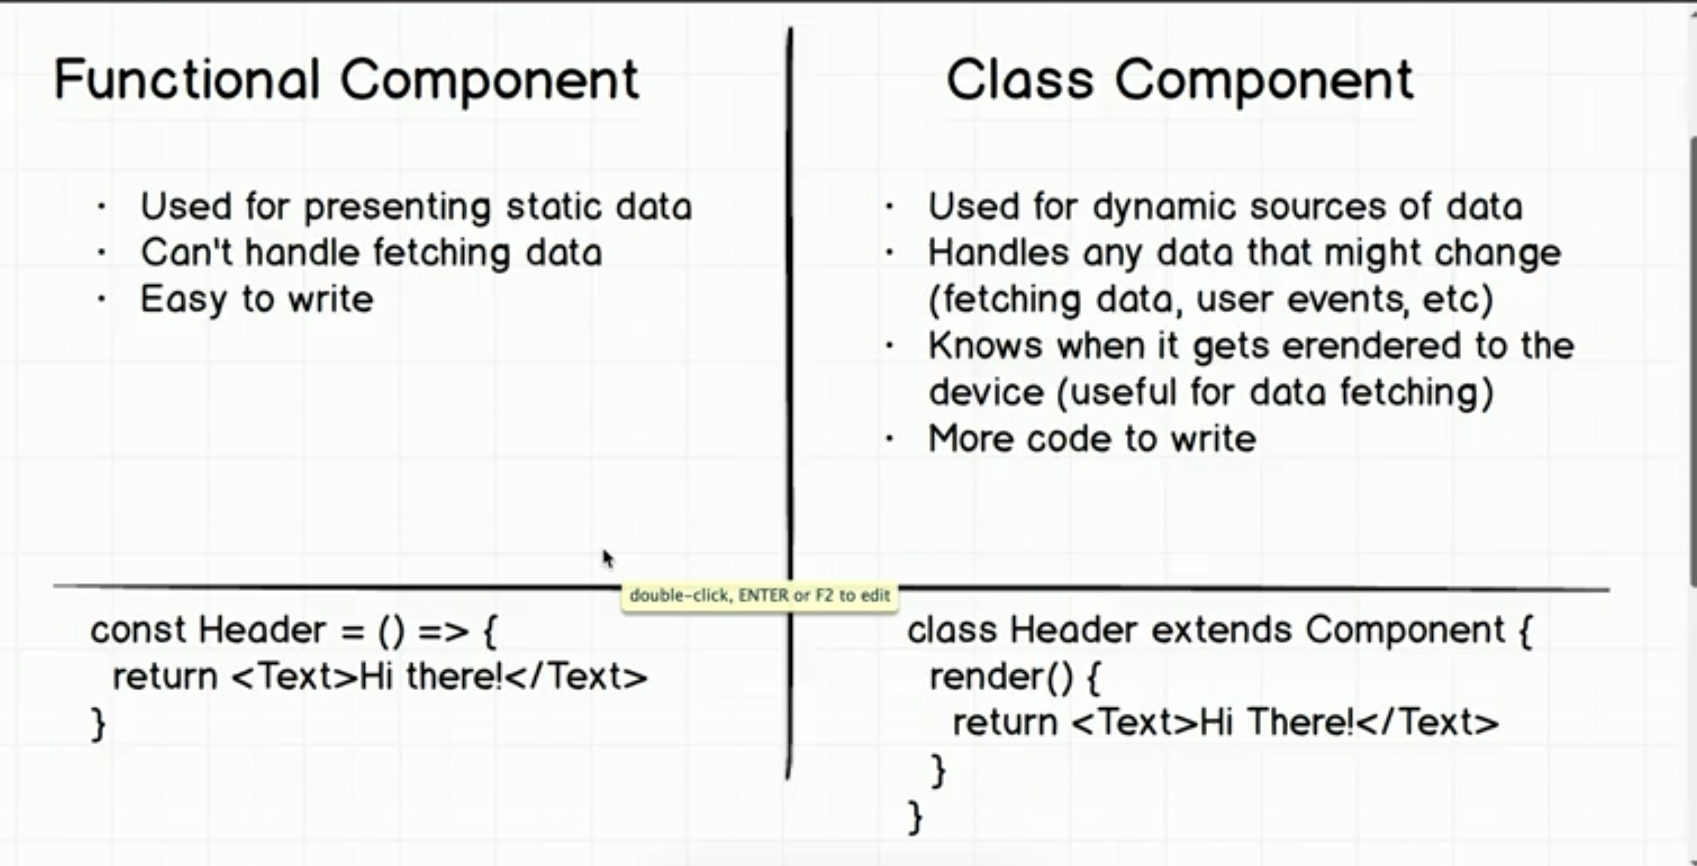 Functional Component
· Used for presenting static data
· Can't handle fetching data
· Easy to write
Class Component
· Used for dynamic sources of data
· Handles any data that might change
(fetching data, user events, etc)
· Knows when it gets erendered to the
device (useful for data fetching)
· More code to write
double-click, ENTER or F2 to edit
const Header = () => {
return <Text>Hi there!</Text>
}
class Header extends Component {
render() {
return <Text>Hi There!</Text>
}
}